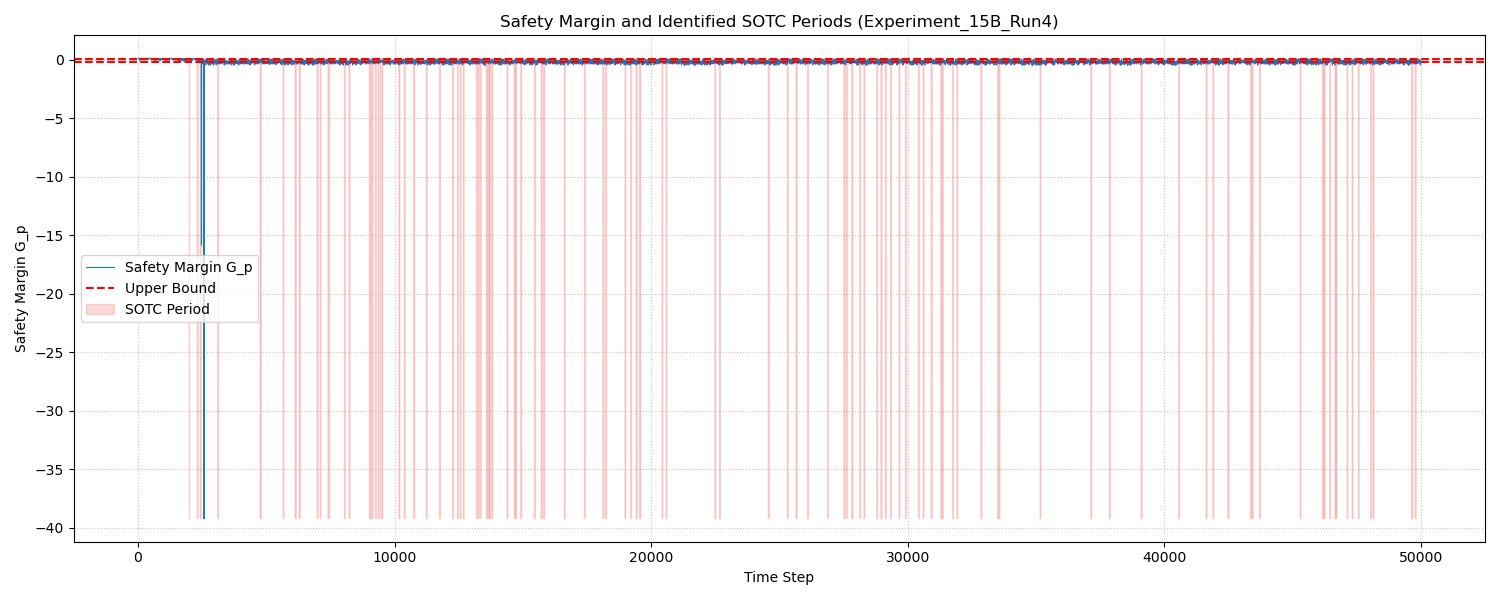 Safety Margin and Identified SOTC Periods (Experiment_15B_Run4)
0
−5
−10
−15
−20
−25
−30
−35
−40
Safety Margin G_p
Safety Margin G_p
Upper Bound
SOTC Period
0
10000
20000
30000
40000
50000
Time Step